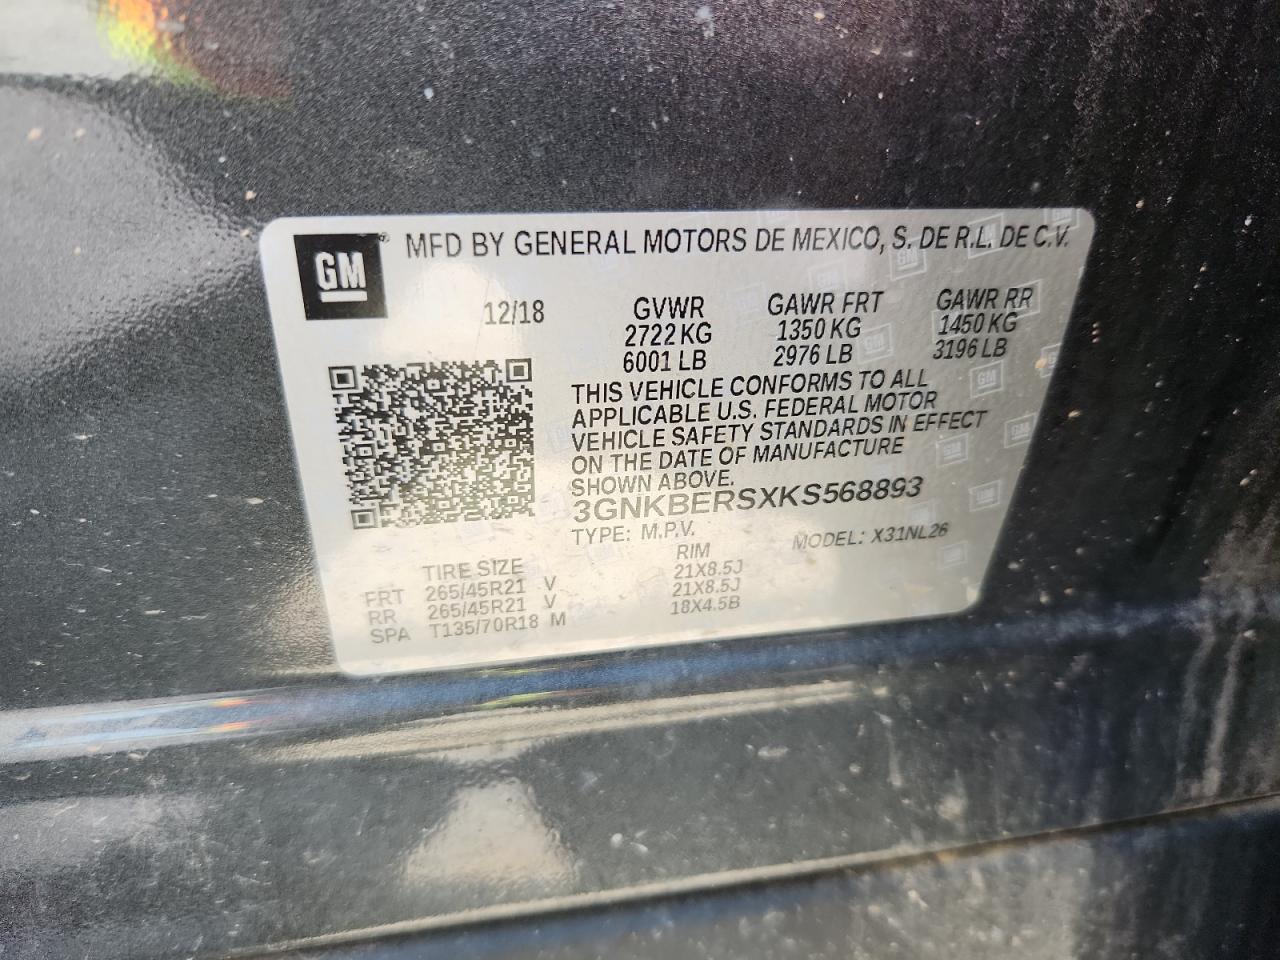 GM
MFD BY GENERAL MOTORS DE MEXICO, S. DE R.L. DE C.V.
12/18 GVWR GAWR FRT GAWR RR
2722 KG 1350 KG 1450 KG
6001 LB 2976 LB 3196 LB
THIS VEHICLE CONFORMS TO ALL
APPLICABLE U.S. FEDERAL MOTOR
VEHICLE SAFETY STANDARDS IN EFFECT
ON THE DATE OF MANUFACTURE
SHOWN ABOVE.
3GNKBERSXKS568893
TYPE: M.P.V. MODEL: X31NL26
TIRE SIZE RIM
FRT 265/45R21 V 21X8.5J
RR 265/45R21 V 21X8.5J
SPA T135/70R18 M 18X4.5B